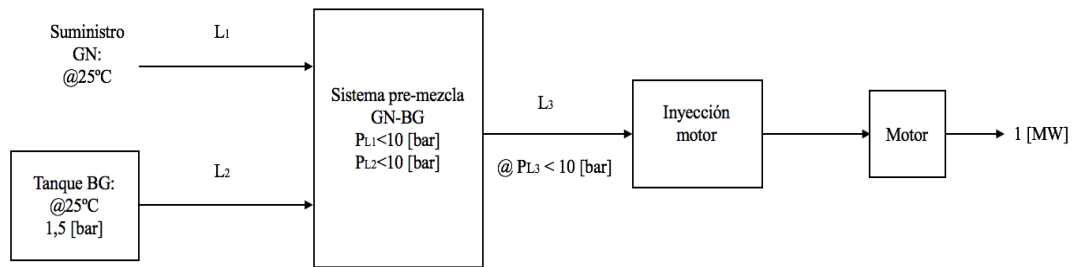 Suministro
GN:
@25ºC
L1
Tanque BG:
@25ºC
1,5 [bar]
L2
Sistema pre-mezcla
GN-BG
PL1<10 [bar]
PL2<10 [bar]
L3
@ PL3 < 10 [bar]
Inyección
motor
Motor
1 [MW]